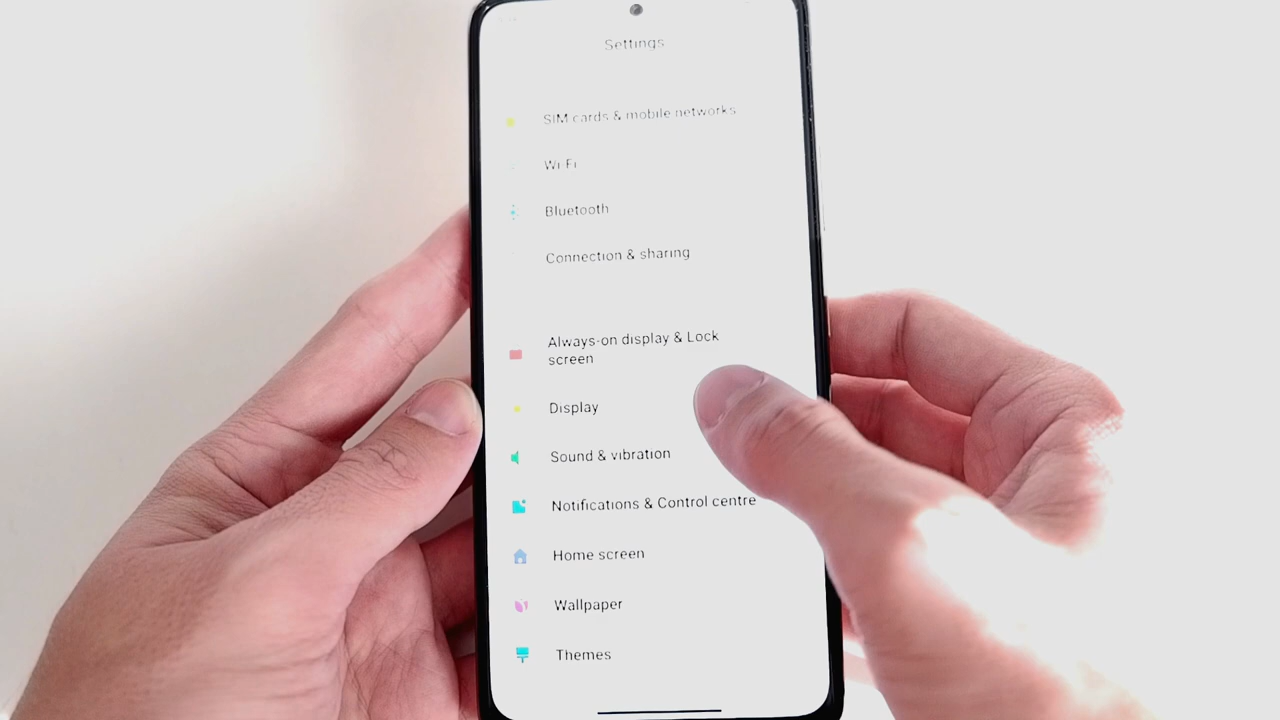 Settings
SIM cards & mobile networks
Wi-Fi
Bluetooth
Connection & sharing
Always-on display & Lock
screen
Display
Sound & vibration
Notifications & Control centre
Home screen
Wallpaper
Themes